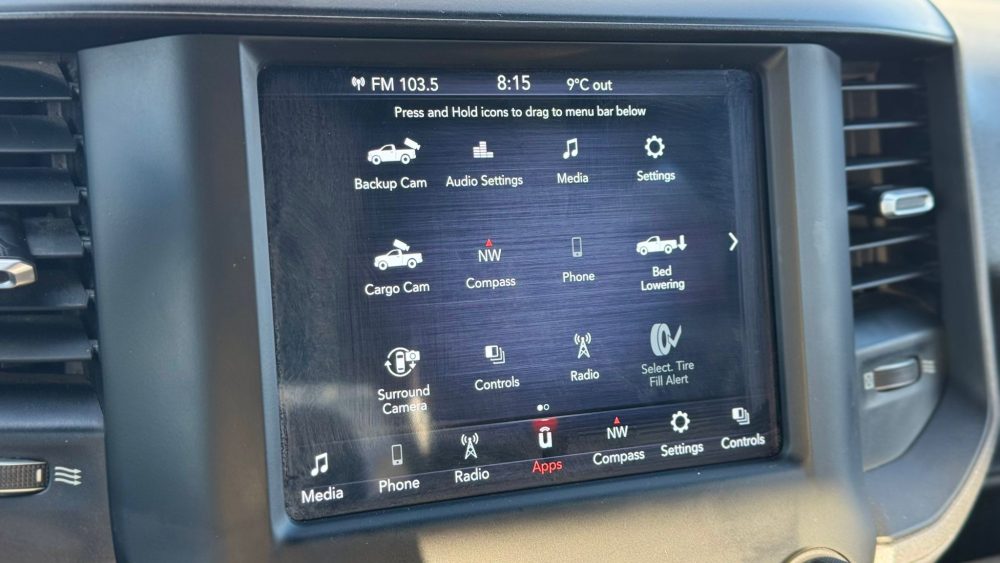 FM 103.5 8:15 9°C out
Press and Hold icons to drag to menu bar below
Backup Cam Audio Settings Media Settings
NW
Cargo Cam Compass Phone Bed
Lowering
Surround
Camera Controls Radio Select. Tire
Fill Alert
NW
Media Phone Radio Apps Compass Settings Controls